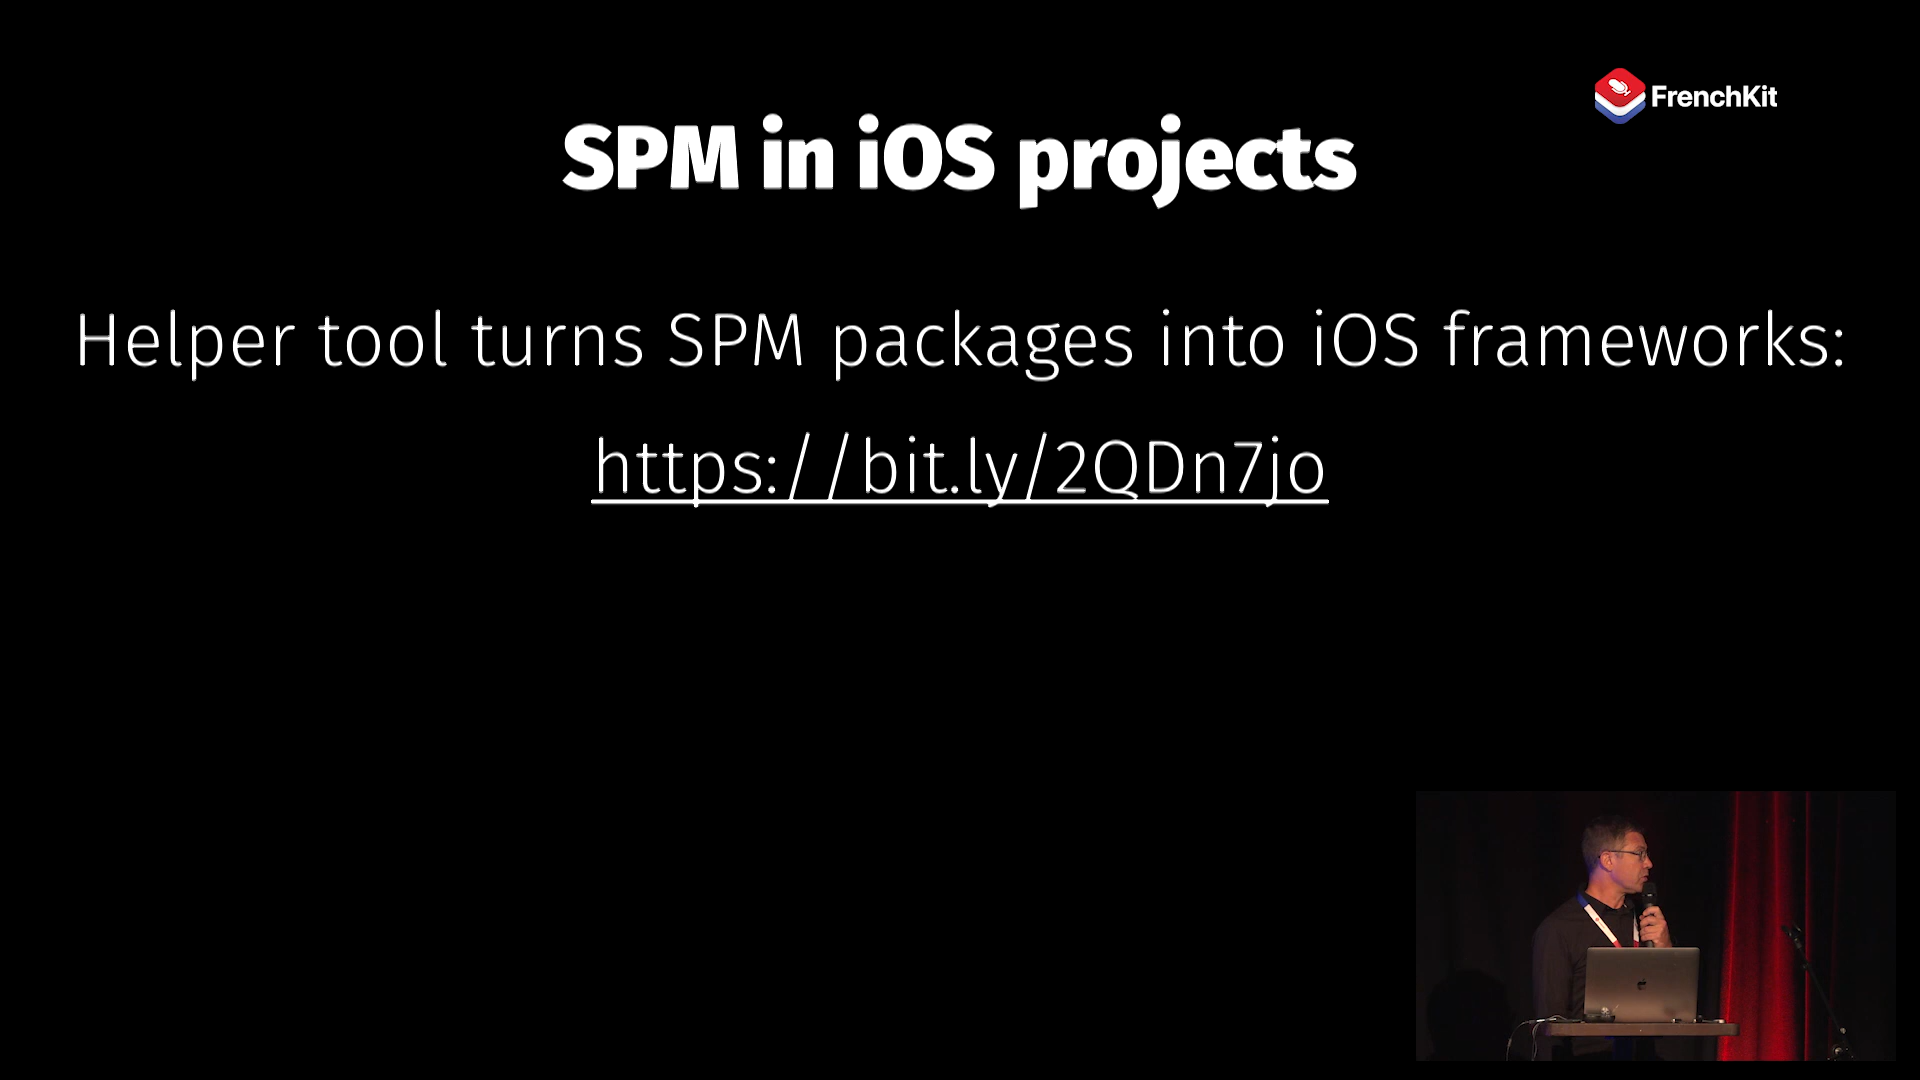 FrenchKit
SPM in iOS projects
Helper tool turns SPM packages into iOS frameworks:
https://bit.ly/2QDn7jo